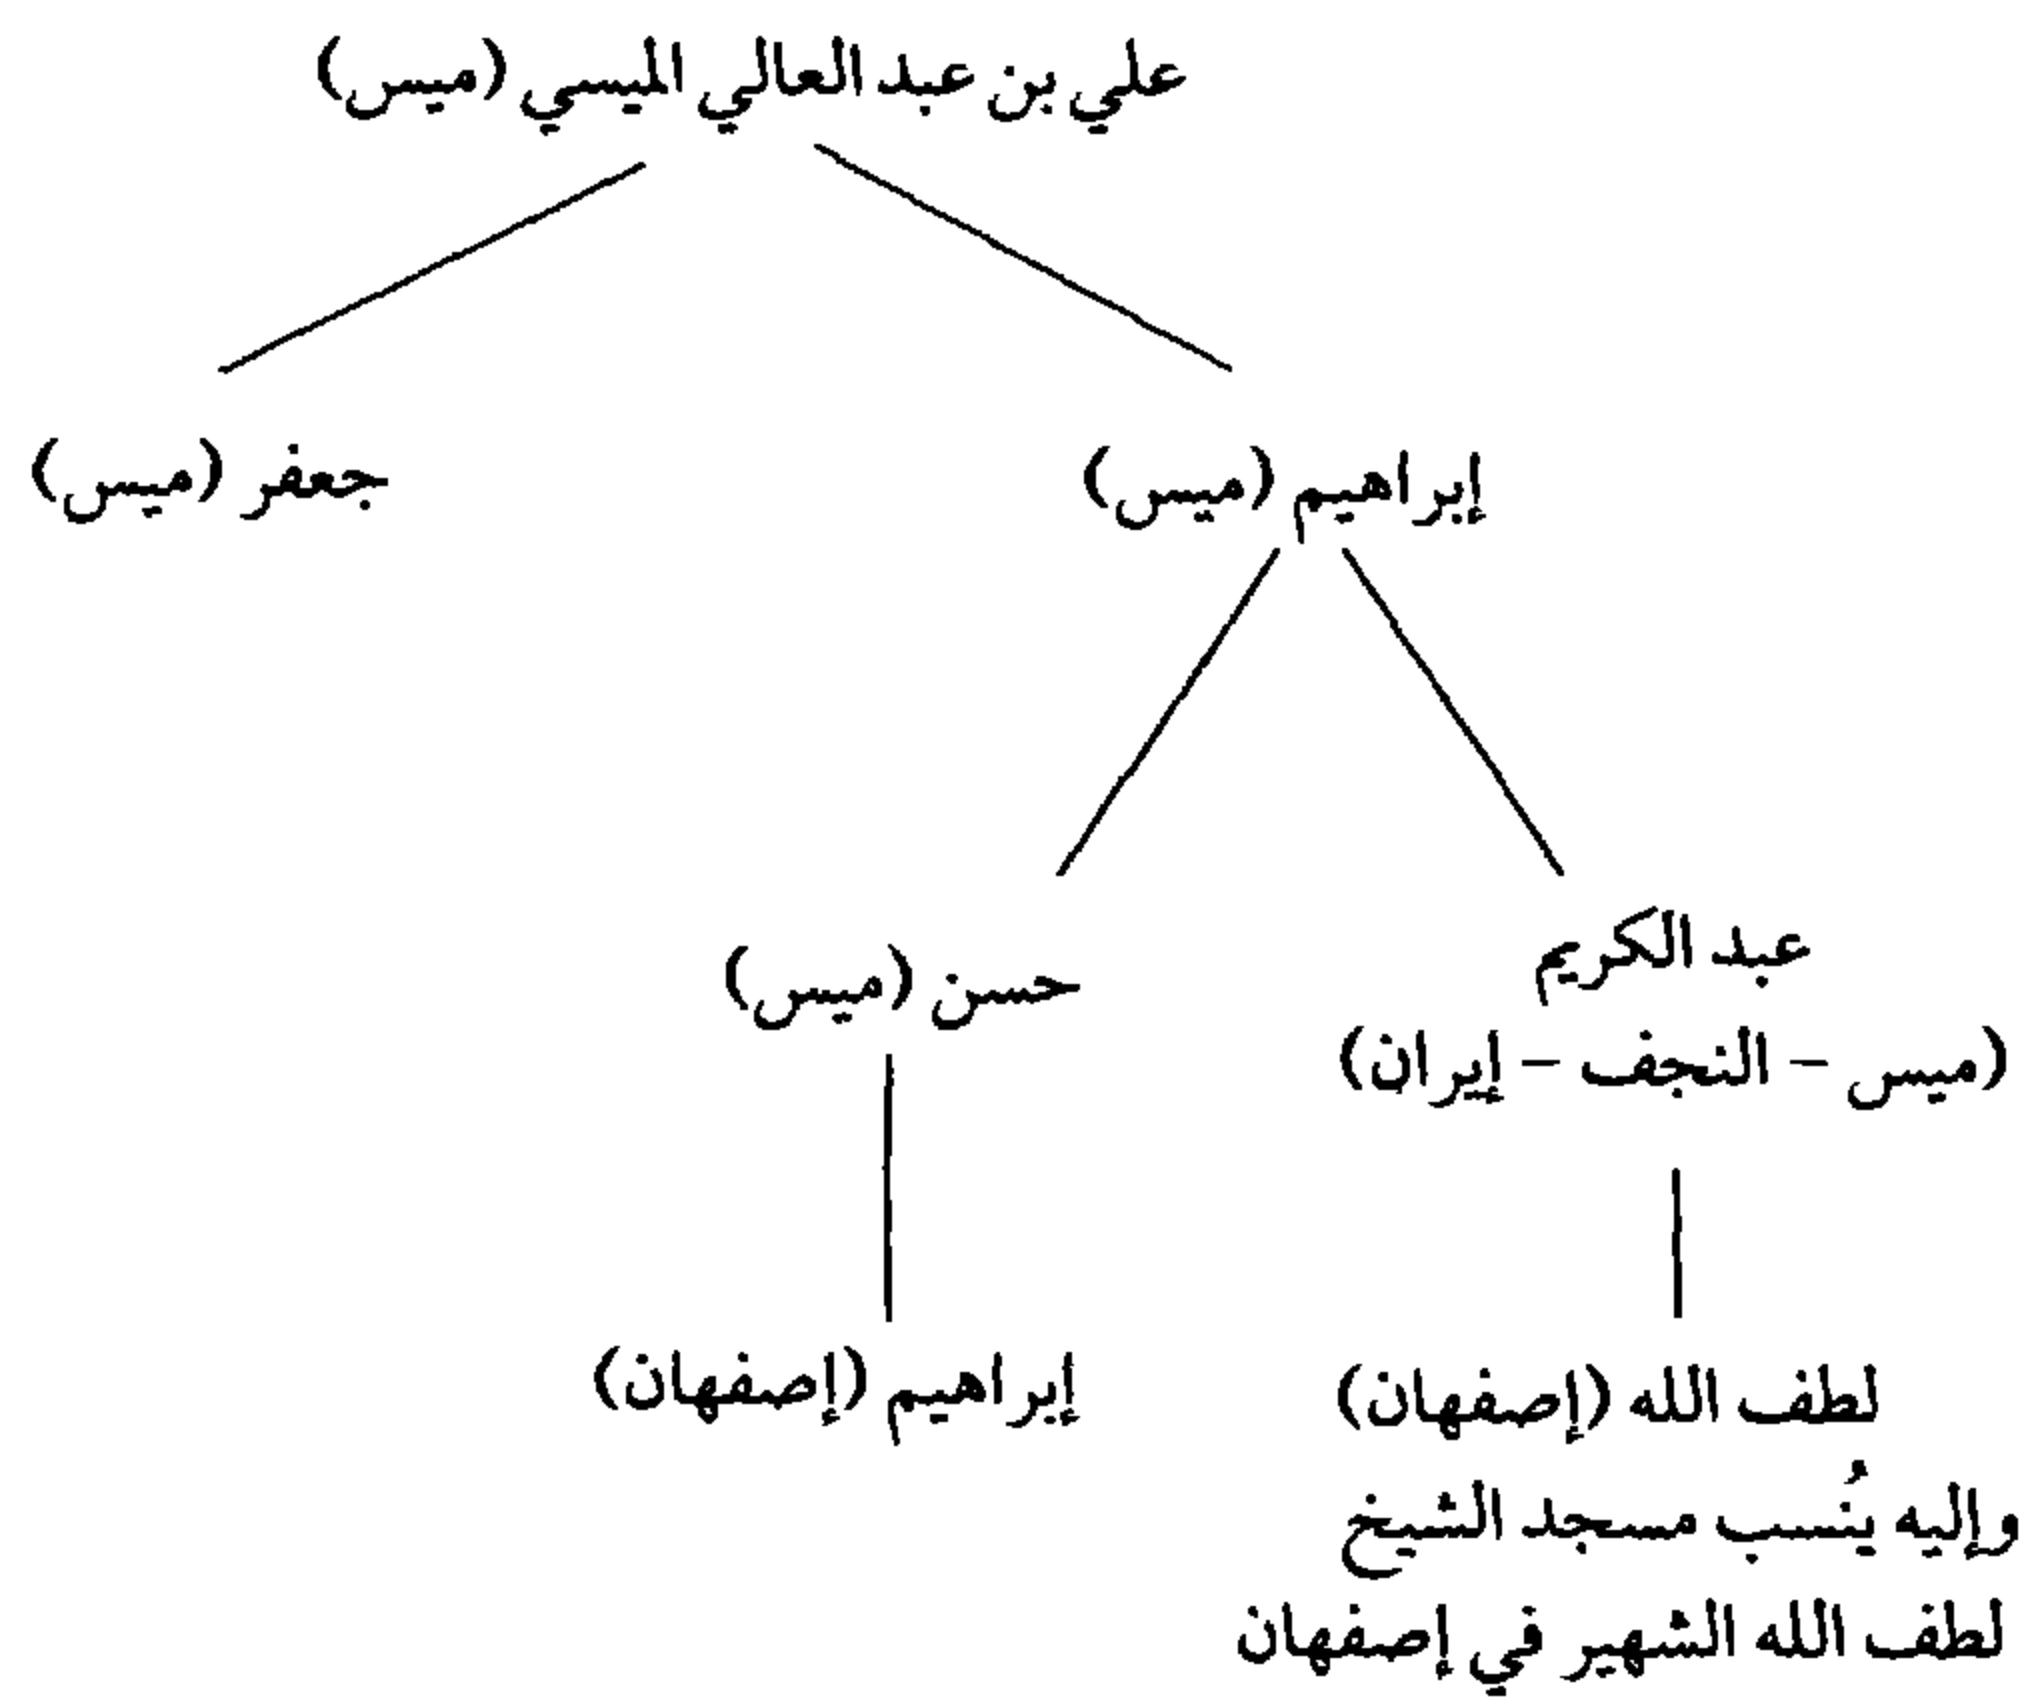 علي بن عبد العالي الميسي (ميس)
إبراهيم (ميس)
جعفر (ميس)
عبد الكريم
(ميس – النجف – إيران)
حسن (ميس)
لطف الله (إصفهان)
وإليه يُنسب مسجد الشيخ
لطف الله الشهير في إصفهان
إبراهيم (إصفهان)